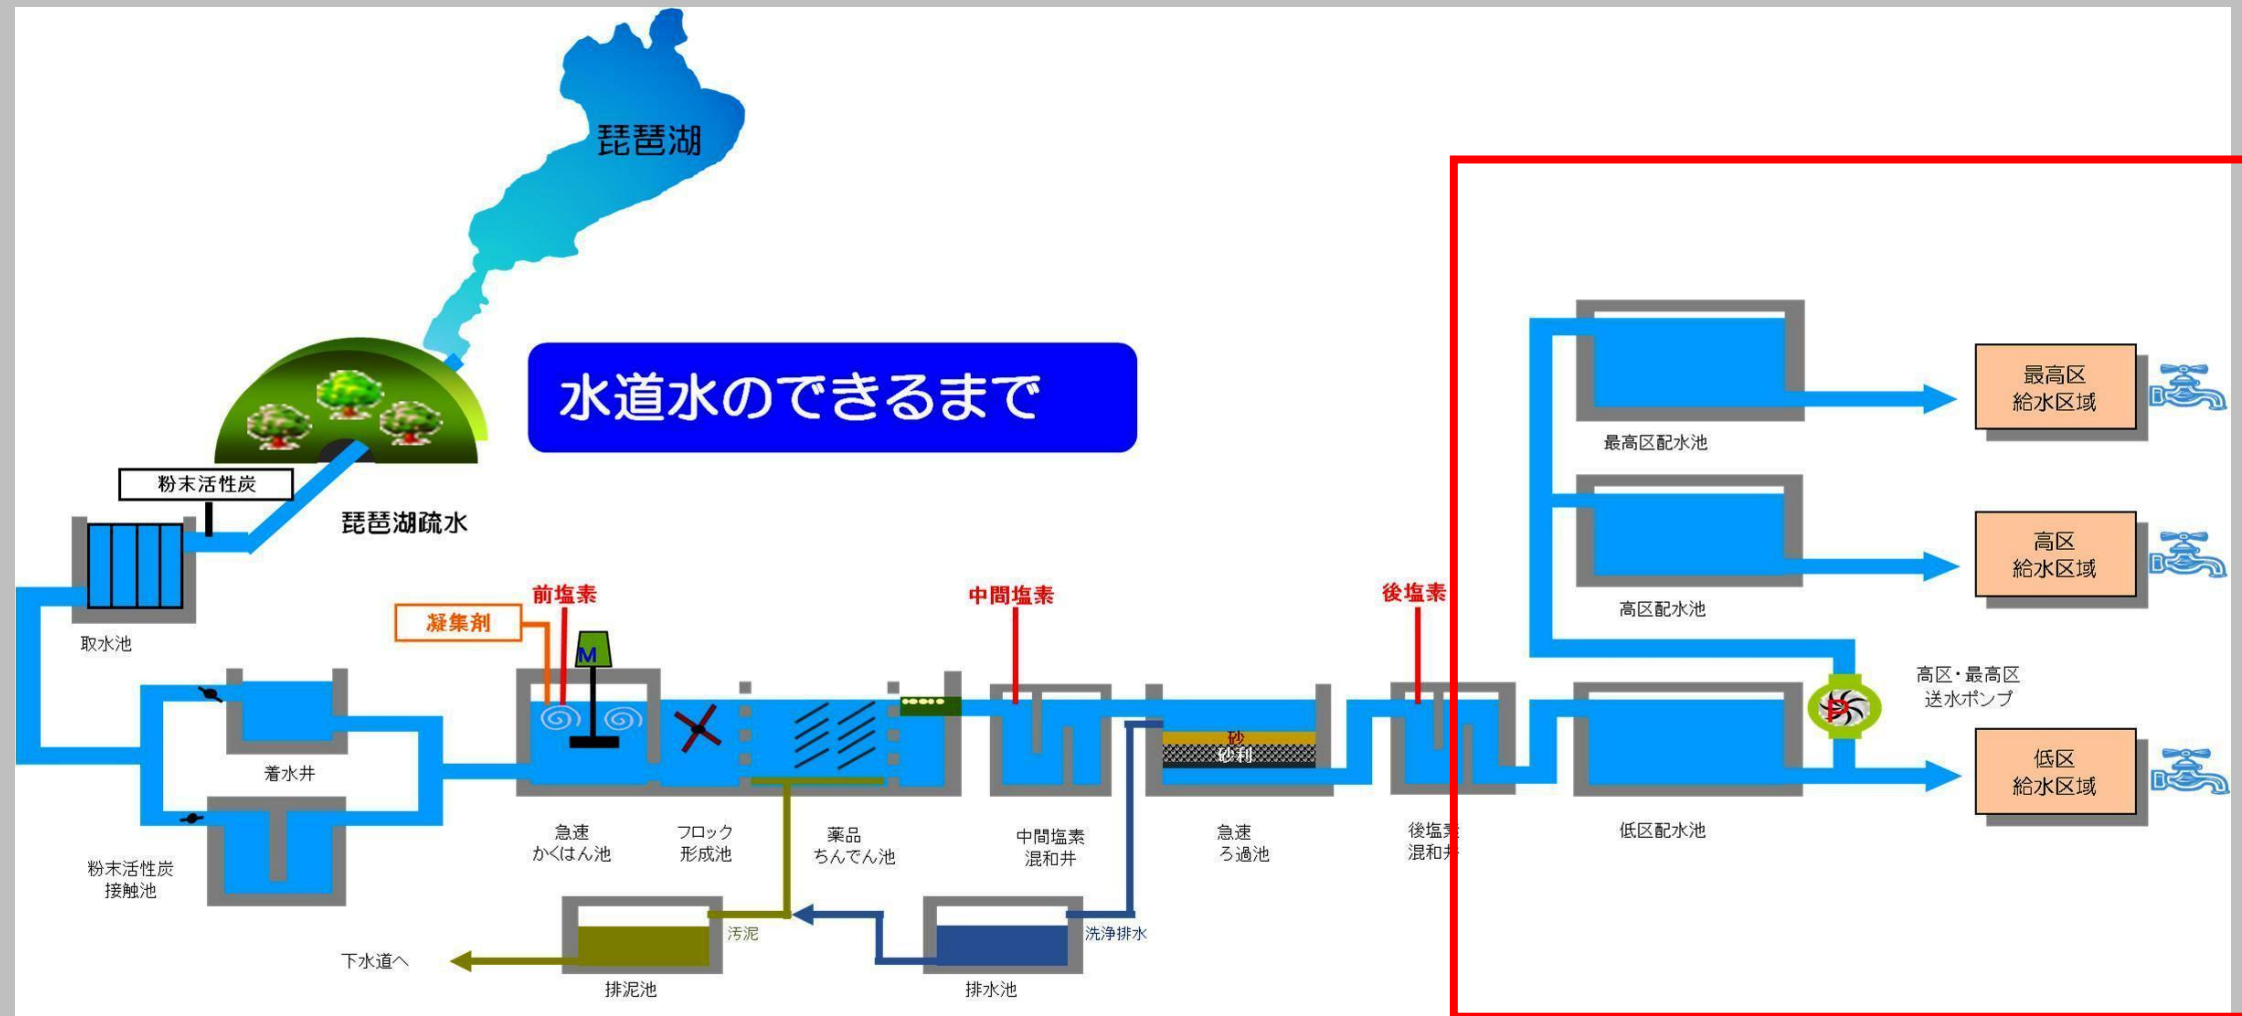 琵琶湖
水道水のできるまで
粉末活性炭
琵琶湖疏水
取水池
着水井
粉末活性炭
接触池
凝集剤
前塩素
M
急速
かくはん池
フロック
形成池
薬品
ちんでん池
中間塩素
中間塩素
混和井
砂
砂利
急速
ろ過池
後塩素
後塩素
混和井
汚泥
排泥池
下水道へ
洗浄排水
排水池
最高区配水池
最高区
給水区域
高区配水池
高区
給水区域
高区・最高区
送水ポンプ
P
低区配水池
低区
給水区域